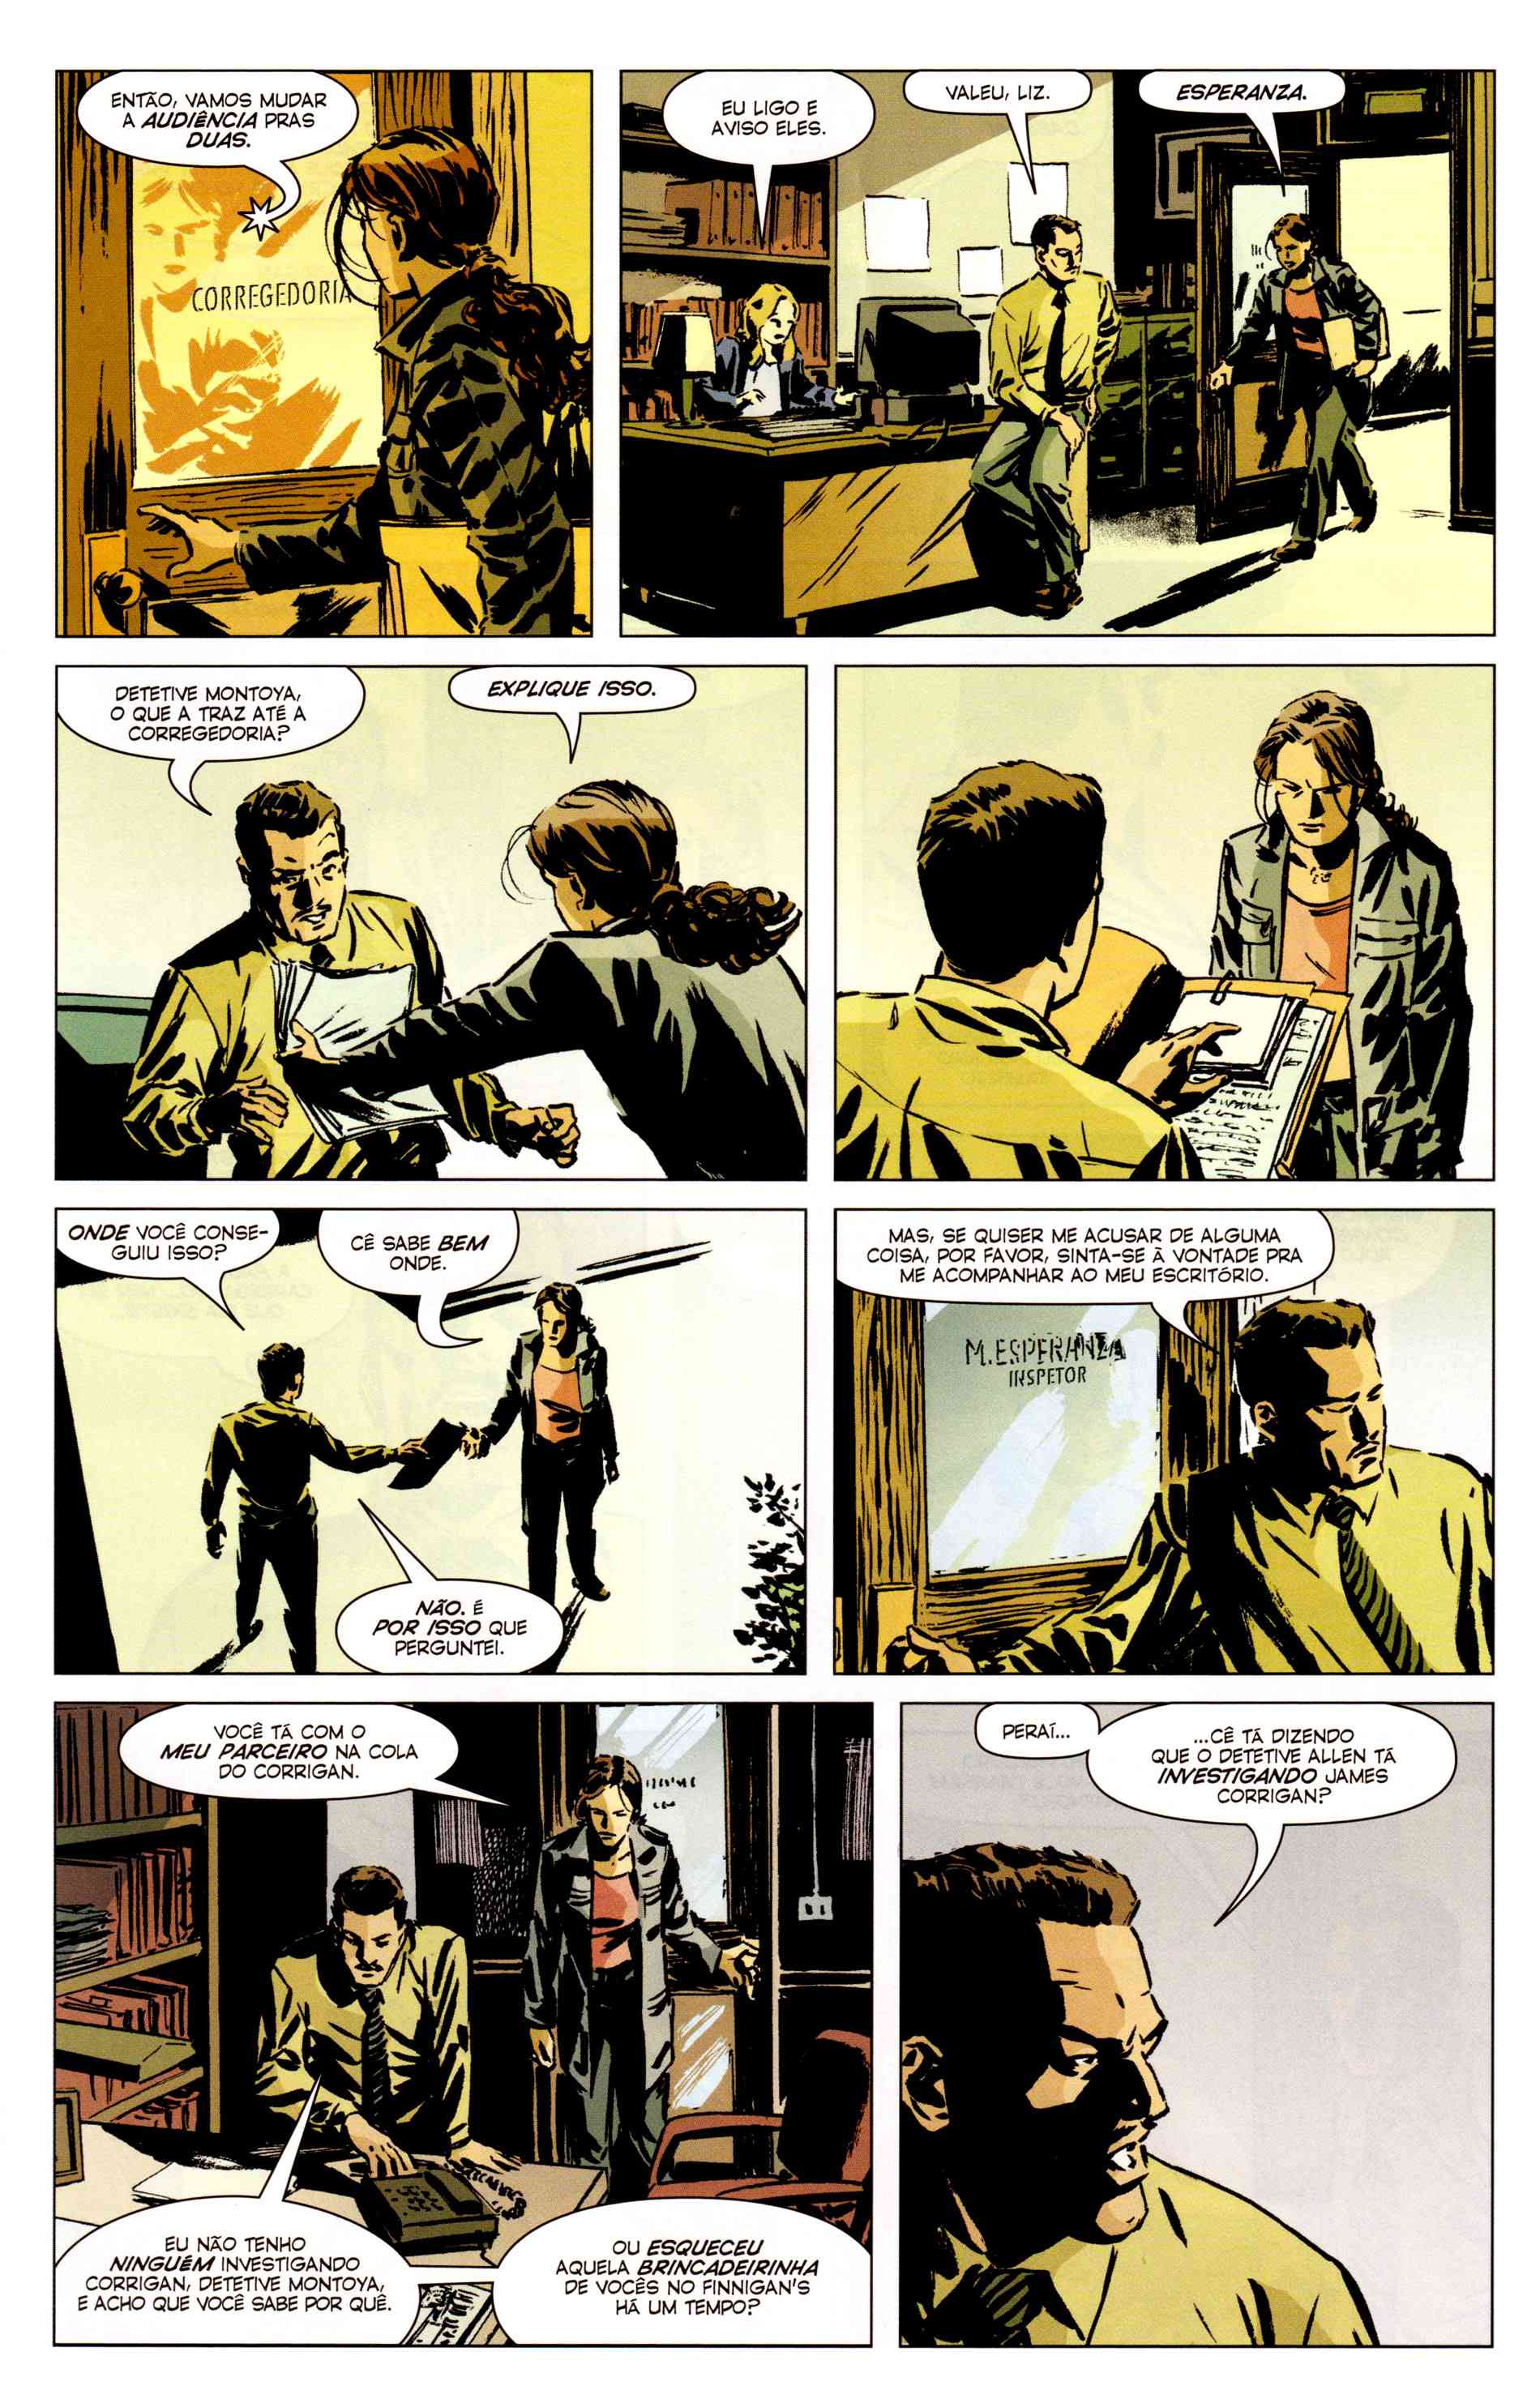 ENTÃO, VAMOS MUDAR
A AUDIÊNCIA PRAS
DUAS.
CORREGEDORIA
EU LIGO E
AVISO ELES.
VALEU, LIZ.
ESPERANZA.
DETETIVE MONTOYA,
O QUE A TRAZ ATÉ A
CORREGEDORIA?
EXPLIQUE ISSO.
ONDE VOCÊ CONSE-
GUIU ISSO?
CÊ SABE BEM
ONDE.
NÃO. É
POR ISSO QUE
PERGUNTEI.
MAS, SE QUISER ME ACUSAR DE ALGUMA
COISA, POR FAVOR, SINTA-SE À VONTADE PRA
ME ACOMPANHAR AO MEU ESCRITÓRIO.
M. ESPERANZA
INSPETOR
VOCÊ TÁ COM O
MEU PARCEIRO NA COLA
DO CORRIGAN.
EU NÃO TENHO
NINGUÉM INVESTIGANDO
CORRIGAN, DETETIVE MONTOYA,
E ACHO QUE VOCÊ SABE POR QUÊ.
OU ESQUECEU
AQUELA BRINCADEIRINHA
DE VOCÊS NO FINNIGAN'S
HÁ UM TEMPO?
PERAÍ...
...CÊ TÁ DIZENDO
QUE O DETETIVE ALLEN TÁ
INVESTIGANDO JAMES
CORRIGAN?